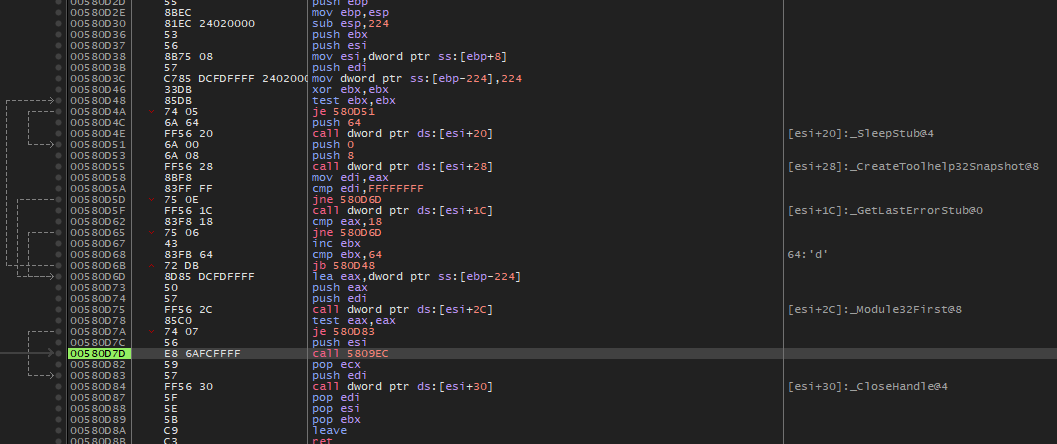 00580D2D 55 push ebp
00580D2E 8BEC mov ebp,esp
00580D30 81EC 24020000 sub esp,224
00580D36 53 push ebx
00580D37 56 push esi
00580D38 8B75 08 mov esi,dword ptr ss:[ebp+8]
00580D3B 57 push edi
00580D3C C785 DCFDFFFF 2402000 mov dword ptr ss:[ebp-224],224
00580D46 33DB xor ebx,ebx
00580D48 85DB test ebx,ebx
00580D4A 74 05 je 580D51
00580D4C 6A 64 push 64
00580D4E FF56 20 call dword ptr ds:[esi+20] [esi+20]:_SleepStub@4
00580D51 6A 00 push 0
00580D53 6A 08 push 8
00580D55 FF56 28 call dword ptr ds:[esi+28] [esi+28]:_CreateToolhelp32Snapshot@8
00580D58 8BF8 mov edi,eax
00580D5A 83FF FF cmp edi,FFFFFFFF
00580D5D 75 0E jne 580D6D
00580D5F FF56 1C call dword ptr ds:[esi+1C] [esi+1C]:_GetLastErrorStub@0
00580D62 83F8 18 cmp eax,18
00580D65 75 06 jne 580D6D
00580D67 43 inc ebx
00580D68 83FB 64 cmp ebx,64 64:'d'
00580D6B 72 DB jb 580D48
00580D6D 8D85 DCFDFFFF lea eax,dword ptr ss:[ebp-224]
00580D73 50 push eax
00580D74 57 push edi
00580D75 FF56 2C call dword ptr ds:[esi+2C] [esi+2C]:_Module32First@8
00580D78 85C0 test eax,eax
00580D7A 74 07 je 580D83
00580D7C 56 push esi
00580D7D E8 6AFCFFFF call 5809EC
00580D82 59 pop ecx
00580D83 57 push edi
00580D84 FF56 30 call dword ptr ds:[esi+30] [esi+30]:_CloseHandle@4
00580D87 5F pop edi
00580D88 5E pop esi
00580D89 5B pop ebx
00580D8A C9 leave
00580D8B C3 ret